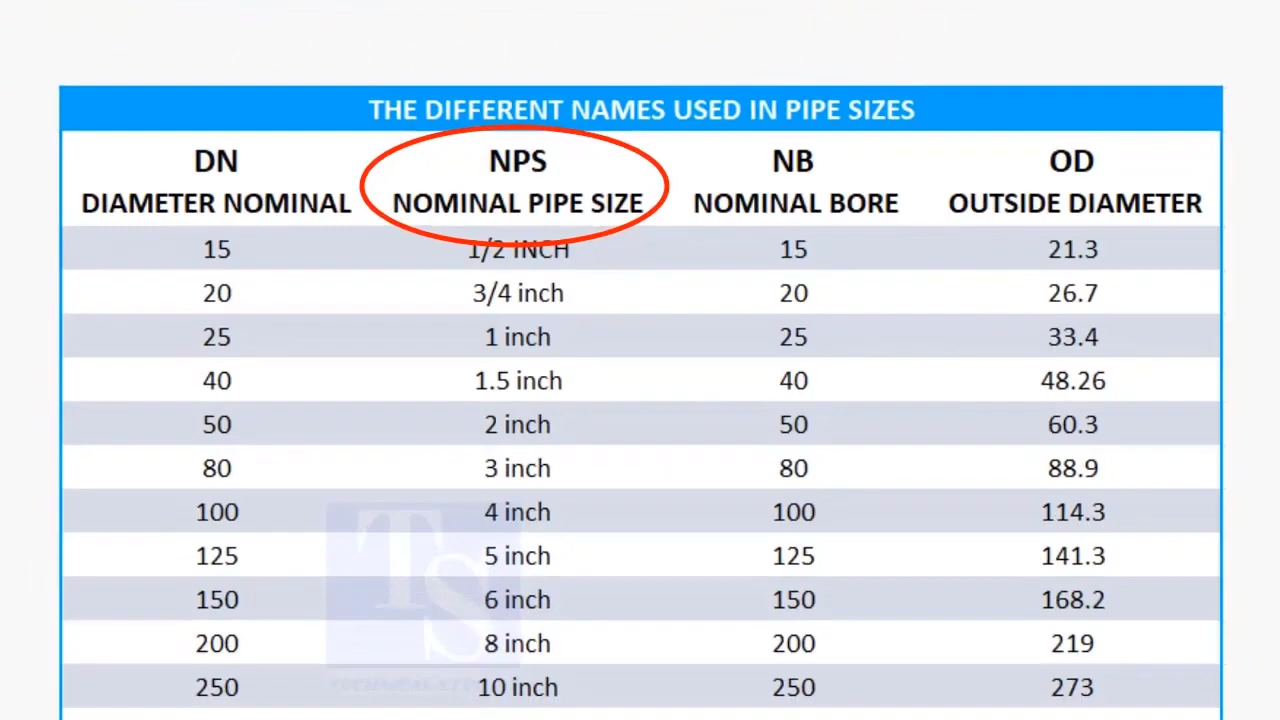 THE DIFFERENT NAMES USED IN PIPE SIZES
DN NPS NB OD
DIAMETER NOMINAL NOMINAL PIPE SIZE NOMINAL BORE OUTSIDE DIAMETER
15 1/2 INCH 15 21.3
20 3/4 inch 20 26.7
25 1 inch 25 33.4
40 1.5 inch 40 48.26
50 2 inch 50 60.3
80 3 inch 80 88.9
100 4 inch 100 114.3
125 5 inch 125 141.3
150 6 inch 150 168.2
200 8 inch 200 219
250 10 inch 250 273
TS